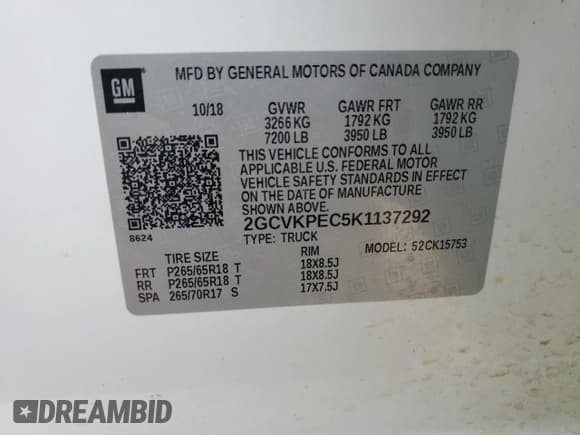 GM
MFD BY GENERAL MOTORS OF CANADA COMPANY
10/18 GVWR GAWR FRT GAWR RR
3266 KG 1792 KG 1792 KG
7200 LB 3950 LB 3950 LB
THIS VEHICLE CONFORMS TO ALL
APPLICABLE U.S. FEDERAL MOTOR
VEHICLE SAFETY STANDARDS IN EFFECT
ON THE DATE OF MANUFACTURE
SHOWN ABOVE.
8624
2GCVKPEC5K1137292
TYPE: TRUCK MODEL: 52CK15753
TIRE SIZE RIM
FRT P265/65R18 T 18X8.5J
RR P265/65R18 T 18X8.5J
SPA 265/70R17 S 17X7.5J
DREAMBID